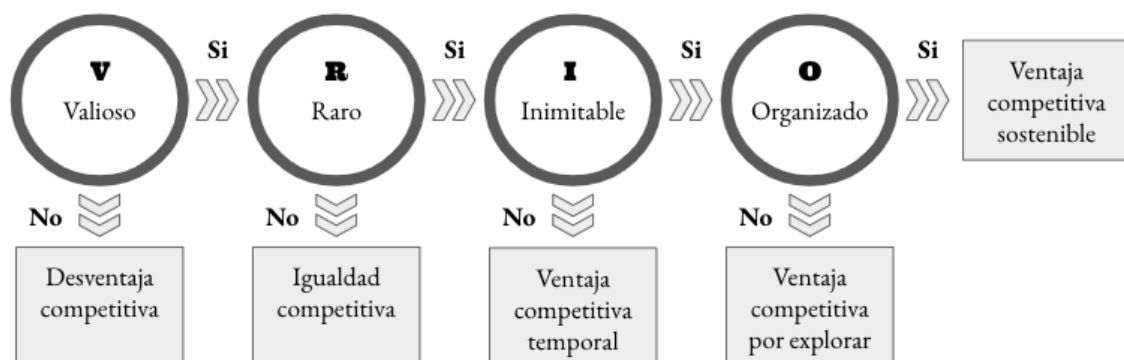 V
Valioso
Si
R
Raro
Si
I
Inimitable
Si
O
Organizado
Si
Ventaja
competitiva
sostenible
No
Desventaja
competitiva
No
Igualdad
competitiva
No
Ventaja
competitiva
temporal
No
Ventaja
competitiva
por explorar